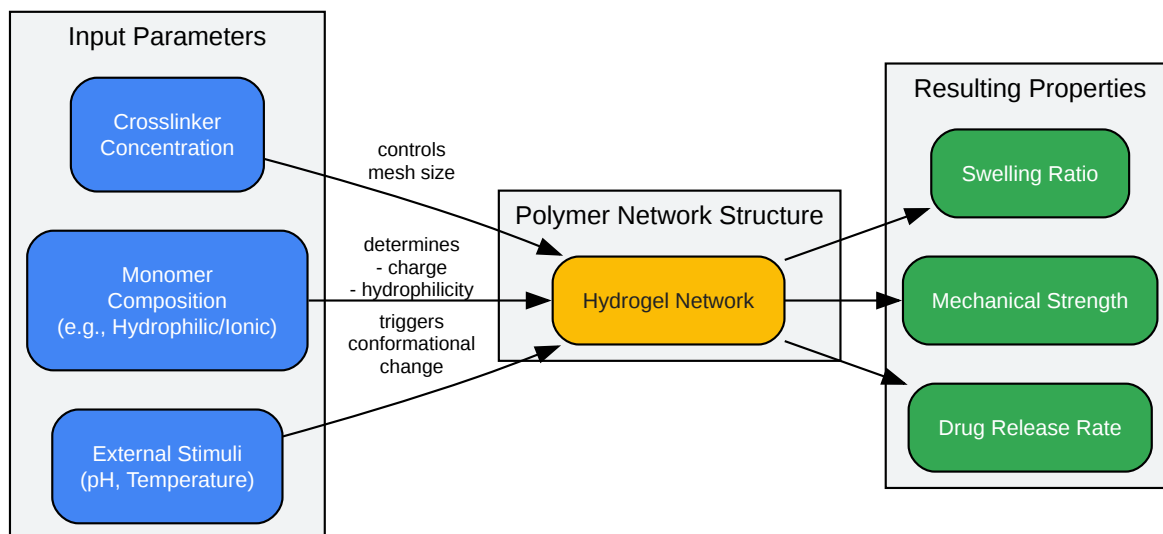 Input Parameters
Crosslinker
Concentration
Monomer
Composition
(e.g., Hydrophilic/Ionic)
External Stimuli
(pH, Temperature)
controls
mesh size
determines
- charge
- hydrophilicity
triggers
conformational
change
Polymer Network Structure
Hydrogel Network
Resulting Properties
Swelling Ratio
Mechanical Strength
Drug Release Rate